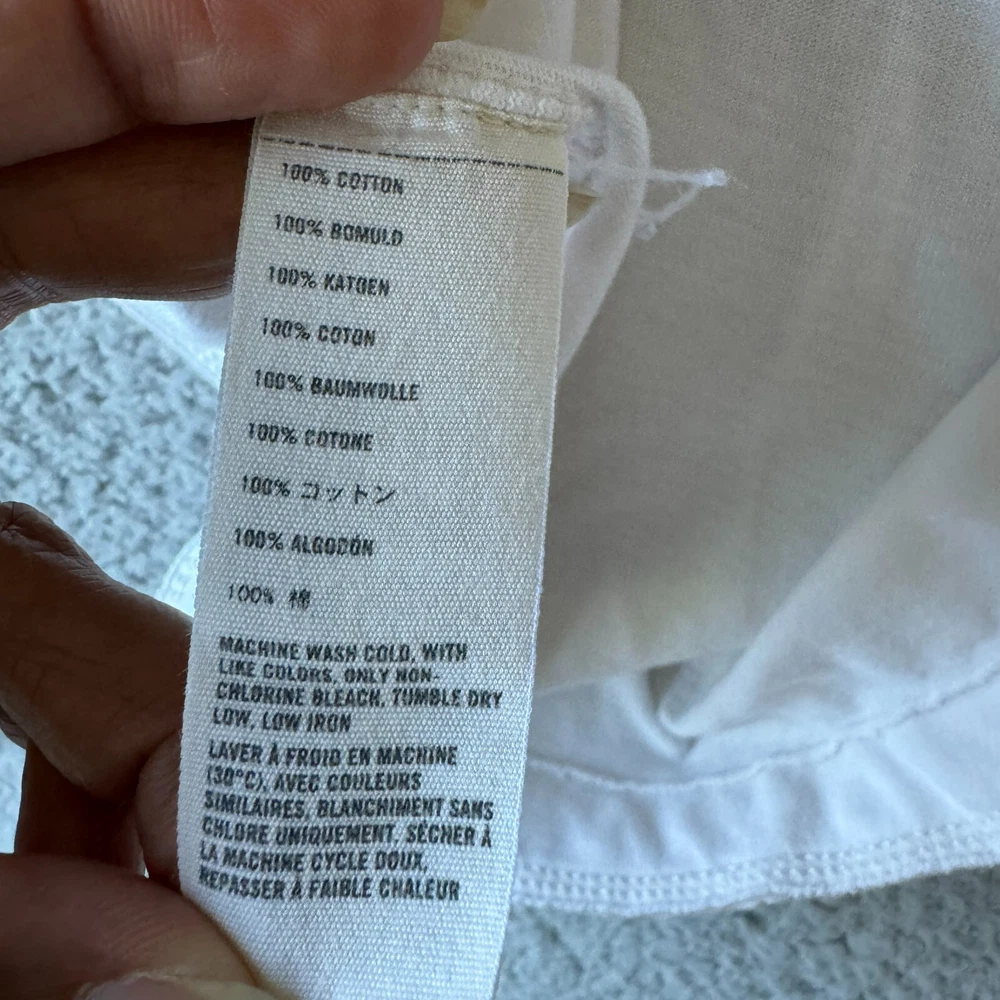 100% COTTON
100% BOMULD
100% KATOEN
100% COTON
100% BAUMWOLLE
100% COTONE
100% コットン
100% ALGODÓN
100% 棉
MACHINE WASH COLD, WITH
LIKE COLORS, ONLY NON-
CHLORINE BLEACH, TUMBLE DRY
LOW, LOW IRON
LAVER À FROID EN MACHINE
(30°C), AVEC COULEURS
SIMILAIRES, BLANCHIMENT SANS
CHLORE UNIQUEMENT, SÉCHER À
LA MACHINE CYCLE DOUX,
REPASSER À FAIBLE CHALEUR